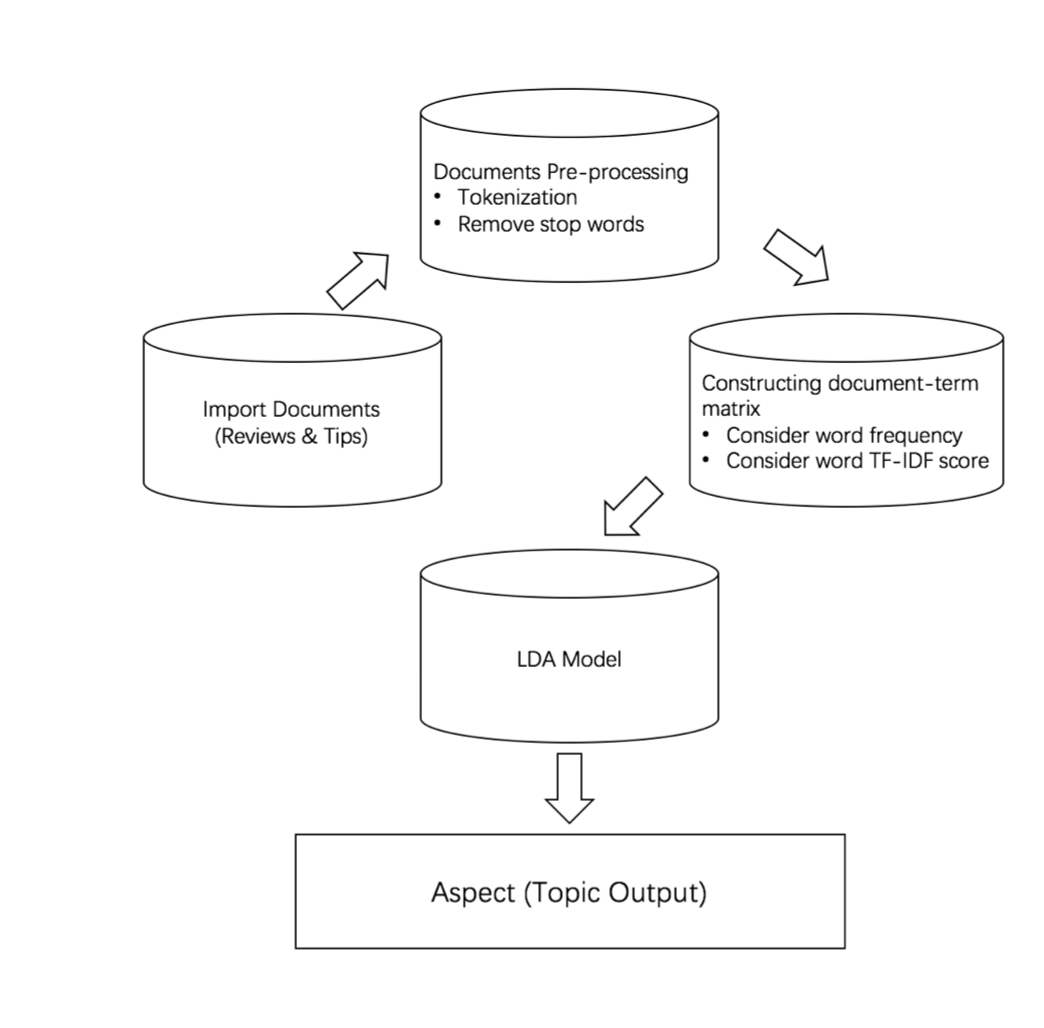 Documents Pre-processing
• Tokenization
• Remove stop words
Import Documents
(Reviews & Tips)
Constructing document-term
matrix
• Consider word frequency
• Consider word TF-IDF score
LDA Model
Aspect (Topic Output)